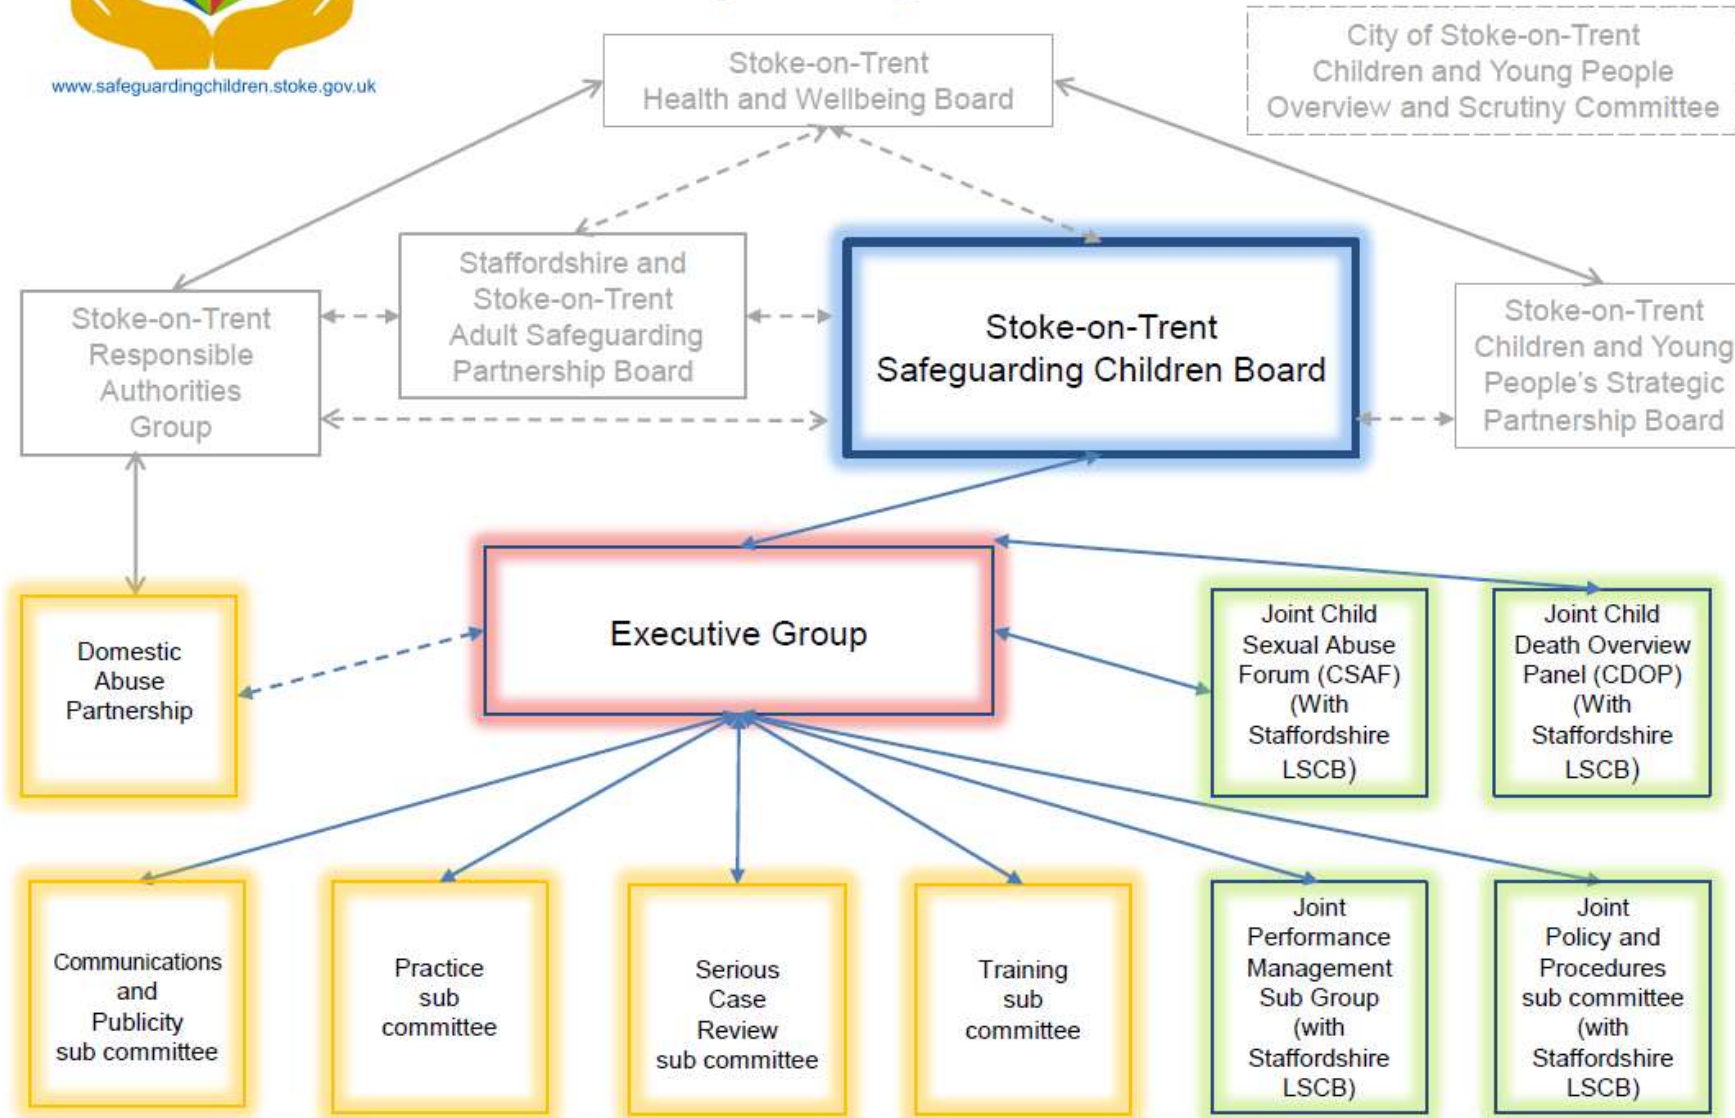 www.safeguardingchildren.stoke.gov.uk
Stoke-on-Trent
Health and Wellbeing Board
City of Stoke-on-Trent
Children and Young People
Overview and Scrutiny Committee
Stoke-on-Trent
Responsible
Authorities
Group
Staffordshire and
Stoke-on-Trent
Adult Safeguarding
Partnership Board
Stoke-on-Trent
Safeguarding Children Board
Stoke-on-Trent
Children and Young
People's Strategic
Partnership Board
Domestic
Abuse
Partnership
Executive Group
Joint Child
Sexual Abuse
Forum (CSAF)
(With
Staffordshire
LSCB)
Joint Child
Death Overview
Panel (CDOP)
(With
Staffordshire
LSCB)
Communications
and
Publicity
sub committee
Practice
sub
committee
Serious
Case
Review
sub committee
Training
sub
committee
Joint
Performance
Management
Sub Group
(with
Staffordshire
LSCB)
Joint
Policy and
Procedures
sub committee
(with
Staffordshire
LSCB)